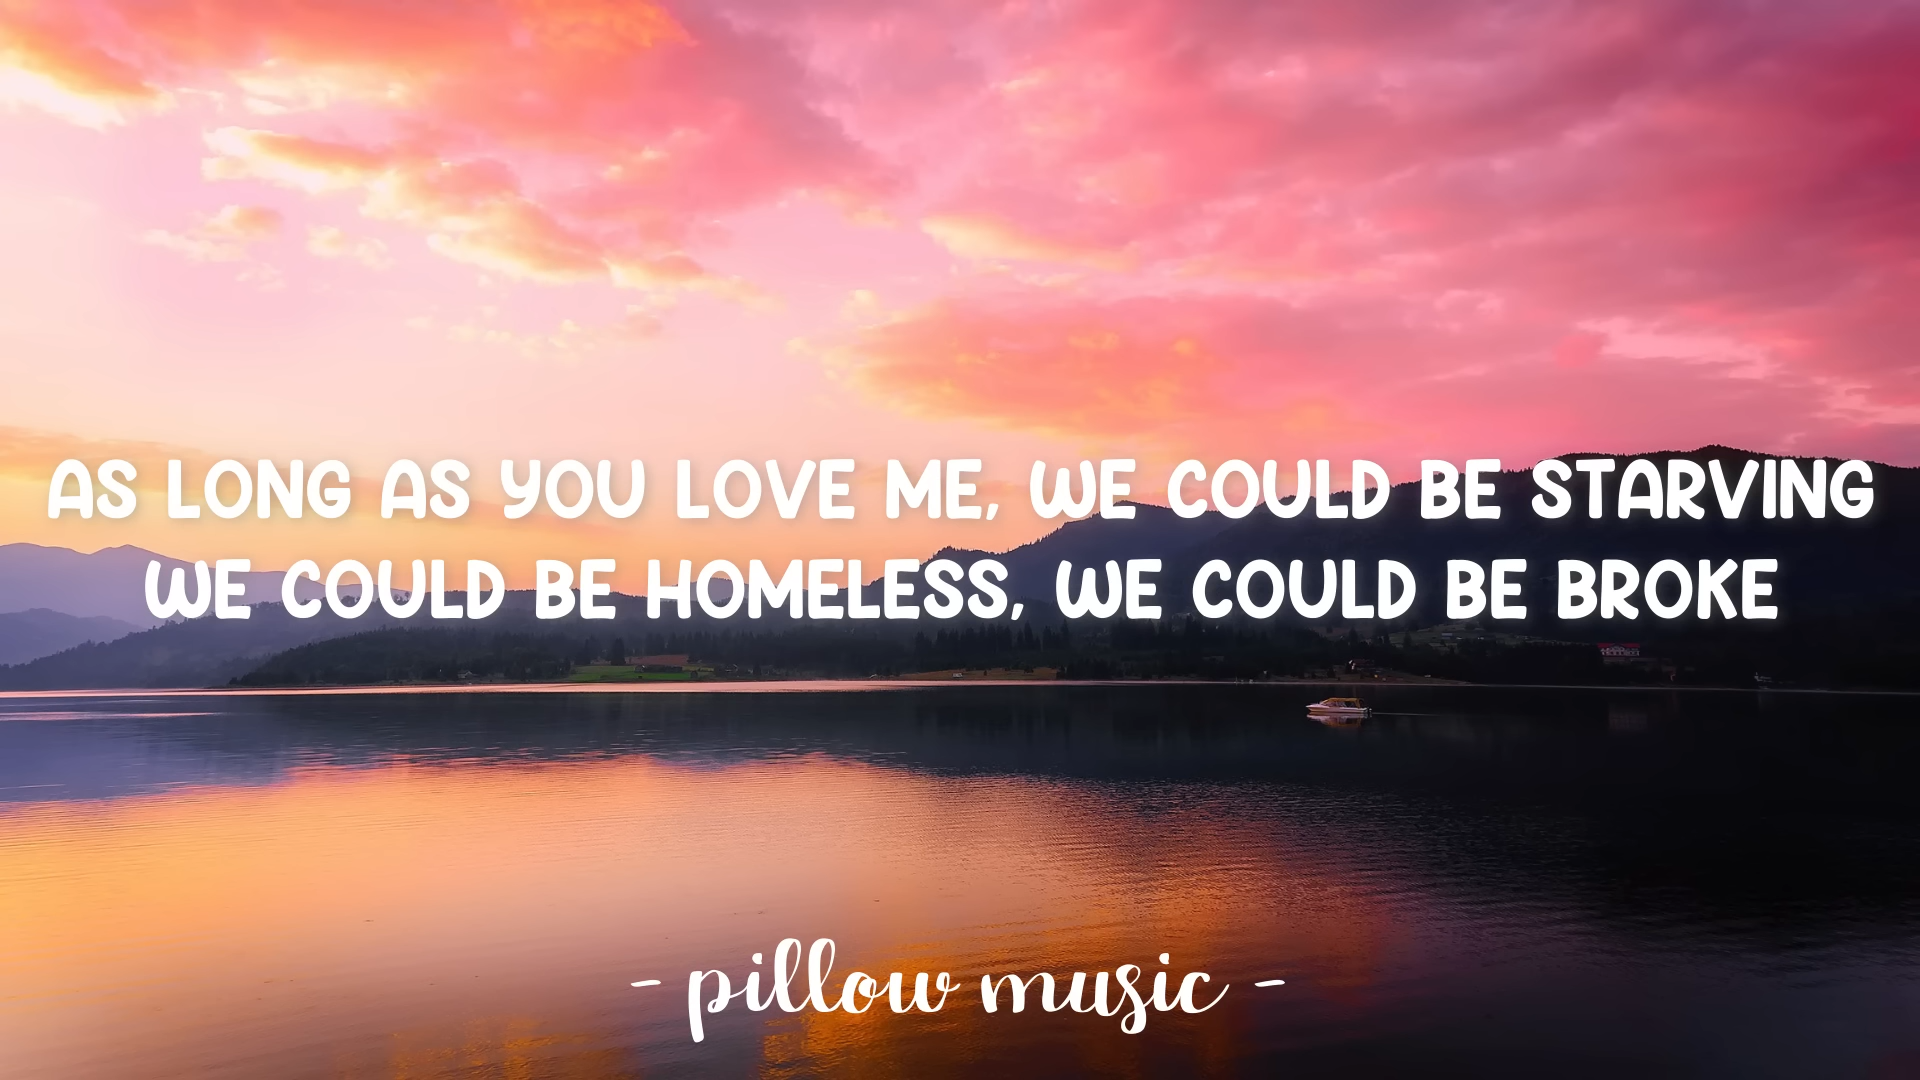 AS LONG AS YOU LOVE ME, WE COULD BE STARVING
WE COULD BE HOMELESS, WE COULD BE BROKE
- pillow music -